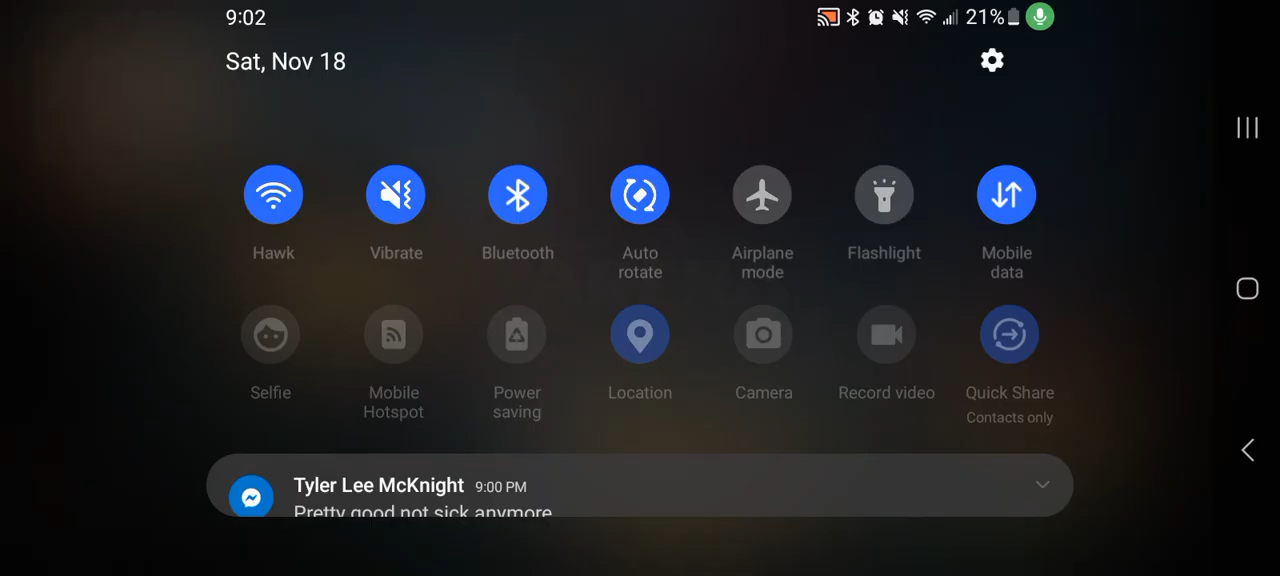 9:02
21%
Sat, Nov 18
Hawk
Vibrate
Bluetooth
Auto
rotate
Airplane
mode
Flashlight
Mobile
data
Selfie
Mobile
Hotspot
Power
saving
Location
Camera
Record video
Quick Share
Contacts only
Tyler Lee McKnight 9:00 PM
Pretty good not sick anymore